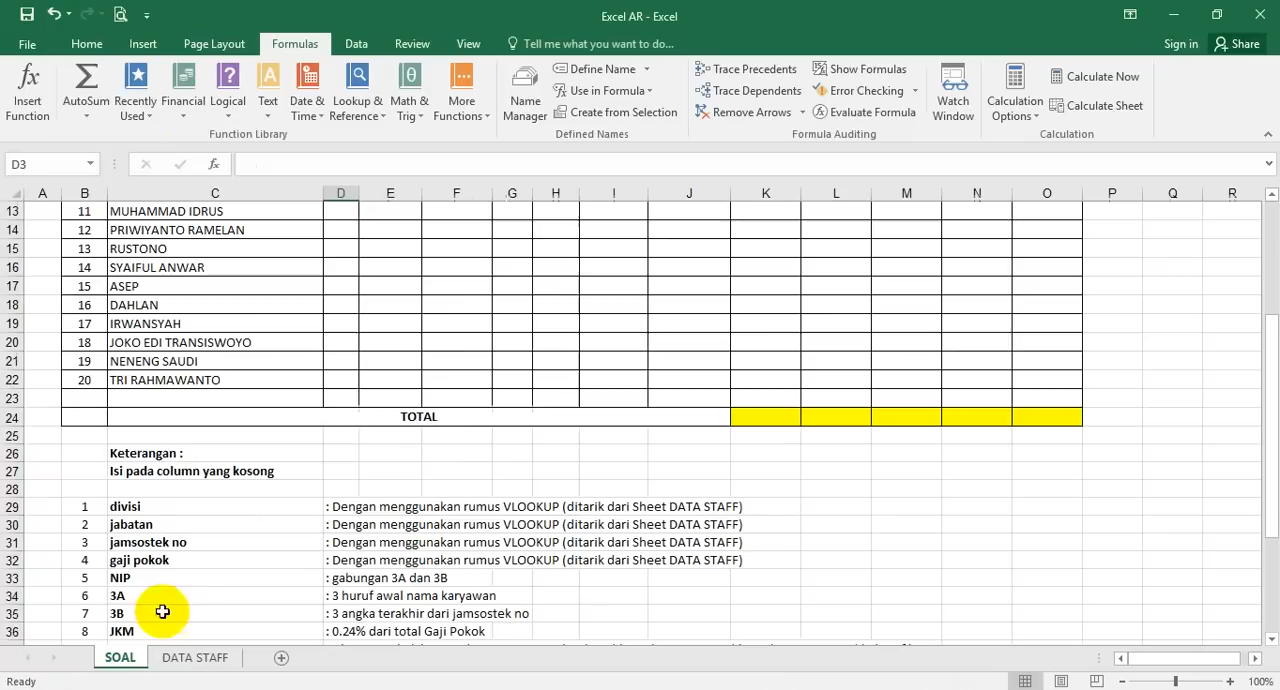 Excel AR - Excel
Sign in
Share
File Home Insert Page Layout Formulas Data Review View Tell me what you want to do...
Insert Function
AutoSum
Recently Used
Financial
Logical
Text
Date & Time
Lookup & Reference
Math & Trig
More Functions
Function Library
Name Manager
Define Name
Use in Formula
Create from Selection
Defined Names
Trace Precedents
Trace Dependents
Remove Arrows
Show Formulas
Error Checking
Evaluate Formula
Formula Auditing
Watch Window
Calculation Options
Calculate Now
Calculate Sheet
Calculation
D3
fx
A B C D E F G H I J K L M N O P Q R
13 11 MUHAMMAD IDRUS
14 12 PRIWIYANTO RAMELAN
15 13 RUSTONO
16 14 SYAIFUL ANWAR
17 15 ASEP
18 16 DAHLAN
19 17 IRWANSYAH
20 18 JOKO EDI TRANSISWOYO
21 19 NENENG SAUDI
22 20 TRI RAHMAWANTO
23
24 TOTAL
25
26 Keterangan :
27 Isi pada column yang kosong
28
29 1 divisi : Dengan menggunakan rumus VLOOKUP (ditarik dari Sheet DATA STAFF)
30 2 jabatan : Dengan menggunakan rumus VLOOKUP (ditarik dari Sheet DATA STAFF)
31 3 jamsostek no : Dengan menggunakan rumus VLOOKUP (ditarik dari Sheet DATA STAFF)
32 4 gaji pokok : Dengan menggunakan rumus VLOOKUP (ditarik dari Sheet DATA STAFF)
33 5 NIP : gabungan 3A dan 3B
34 6 3A : 3 huruf awal nama karyawan
35 7 3B : 3 angka terakhir dari jamsostek no
36 8 JKM : 0.24% dari total Gaji Pokok
SOAL DATA STAFF
Ready
100%